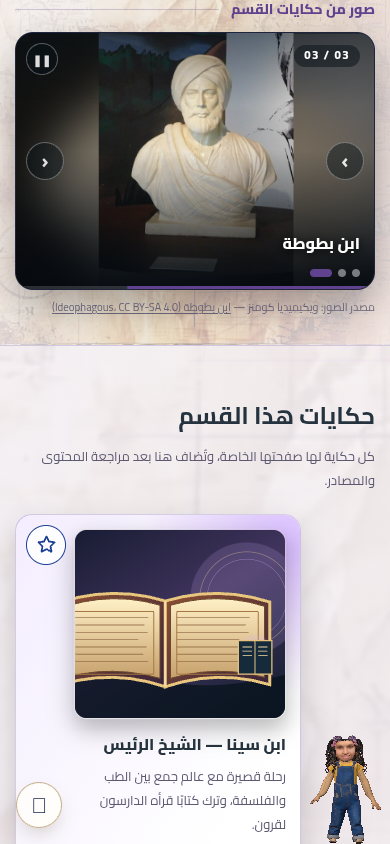 صور من حكايات القسم
03 / 03
ابن بطوطة
مصدر الصور: ويكيميديا كومنز — ابن بطوطة (Ideophagous، CC BY-SA 4.0)
حكايات هذا القسم
كل حكاية لها صفحتها الخاصة، وتُضاف هنا بعد مراجعة المحتوى
والمصادر.
ابن سينا — الشيخ الرئيس
رحلة قصيرة مع عالم جمع بين الطب
والفلسفة، وترك كتابًا قرأه الدارسون
لقرون.